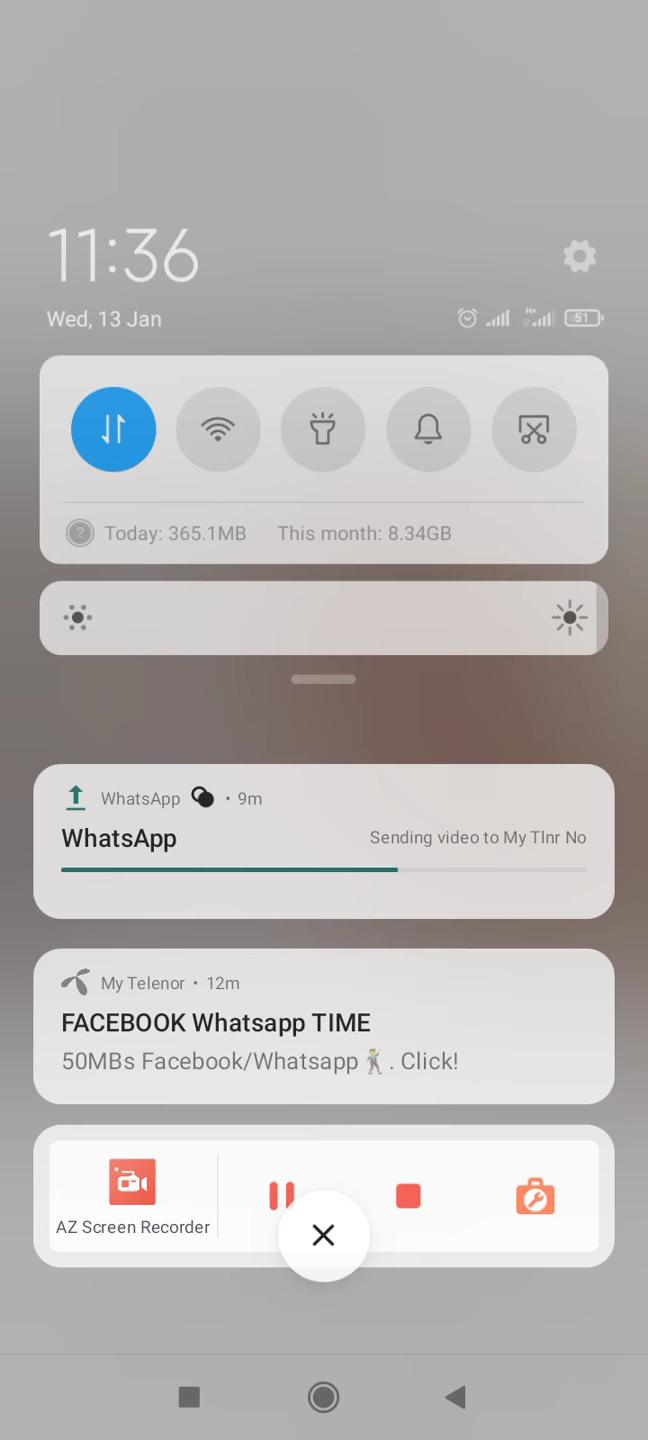 11:36
Wed, 13 Jan
H+
51
Today: 365.1MB This month: 8.34GB
WhatsApp • 9m
WhatsApp
Sending video to My Tlnr No
My Telenor • 12m
FACEBOOK Whatsapp TIME
50MBs Facebook/Whatsapp🕺. Click!
AZ Screen Recorder